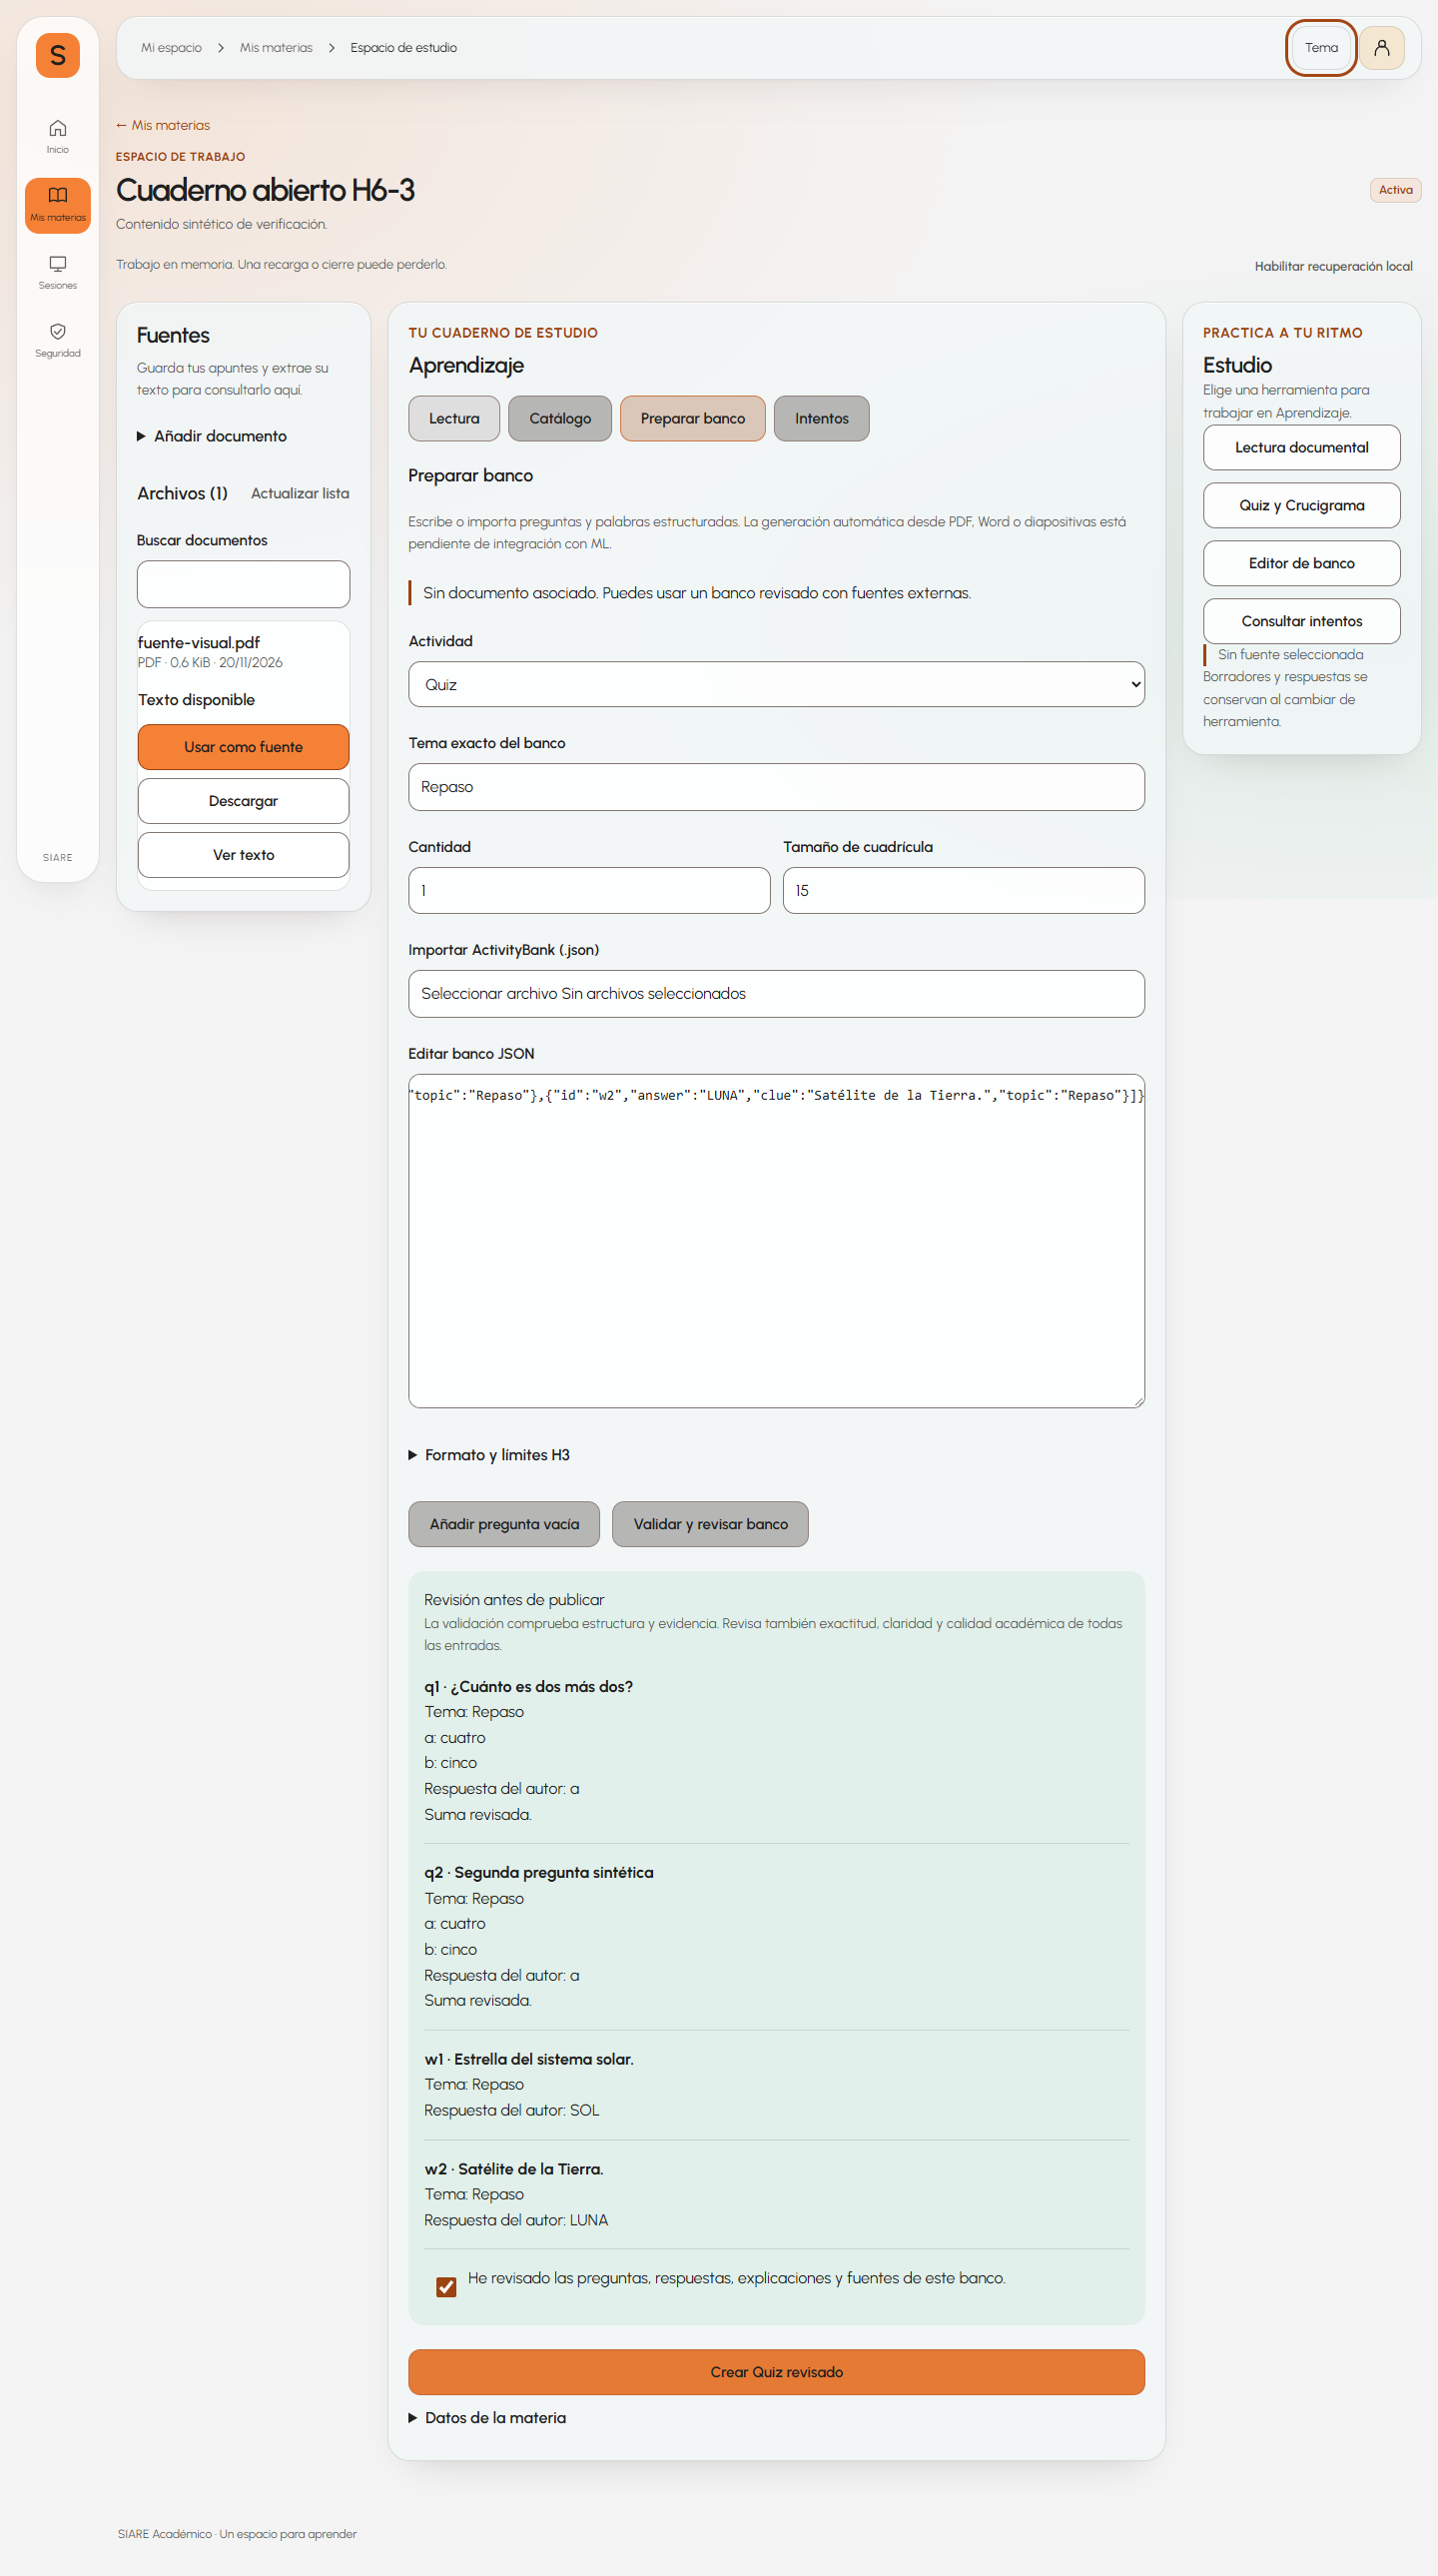 S
Inicio
Mis materias
Sesiones
Seguridad
SIARE
Mi espacio > Mis materias > Espacio de estudio
Tema
← Mis materias
ESPACIO DE TRABAJO
Cuaderno abierto H6-3
Activa
Contenido sintético de verificación.
Trabajo en memoria. Una recarga o cierre puede perderlo.
Habilitar recuperación local
Fuentes
Guarda tus apuntes y extrae su
texto para consultarlo aquí.
Añadir documento
Archivos (1)
Actualizar lista
Buscar documentos
fuente-visual.pdf
PDF · 0,6 KiB · 20/11/2026
Texto disponible
Usar como fuente
Descargar
Ver texto
TU CUADERNO DE ESTUDIO
Aprendizaje
Lectura
Catálogo
Preparar banco
Intentos
Preparar banco
Escribe o importa preguntas y palabras estructuradas. La generación automática desde PDF, Word o diapositivas está
pendiente de integración con ML.
Sin documento asociado. Puedes usar un banco revisado con fuentes externas.
Actividad
Quiz
Tema exacto del banco
Repaso
Cantidad
Tamaño de cuadrícula
1
15
Importar ActivityBank (.json)
Seleccionar archivo Sin archivos seleccionados
Editar banco JSON
"topic":"Repaso"},{"id":"w2","answer":"LUNA","clue":"Satélite de la Tierra.","topic":"Repaso"}]}
Formato y límites H3
Añadir pregunta vacía
Validar y revisar banco
Revisión antes de publicar
La validación comprueba estructura y evidencia. Revisa también exactitud, claridad y calidad académica de todas
las entradas.
q1 · ¿Cuánto es dos más dos?
Tema: Repaso
a: cuatro
b: cinco
Respuesta del autor: a
Suma revisada.
q2 · Segunda pregunta sintética
Tema: Repaso
a: cuatro
b: cinco
Respuesta del autor: a
Suma revisada.
w1 · Estrella del sistema solar.
Tema: Repaso
Respuesta del autor: SOL
w2 · Satélite de la Tierra.
Tema: Repaso
Respuesta del autor: LUNA
He revisado las preguntas, respuestas, explicaciones y fuentes de este banco.
Crear Quiz revisado
Datos de la materia
PRACTICA A TU RITMO
Estudio
Elige una herramienta para
trabajar en Aprendizaje.
Lectura documental
Quiz y Crucigrama
Editor de banco
Consultar intentos
Sin fuente seleccionada
Borradores y respuestas se
conservan al cambiar de
herramienta.
SIARE Académico · Un espacio para aprender